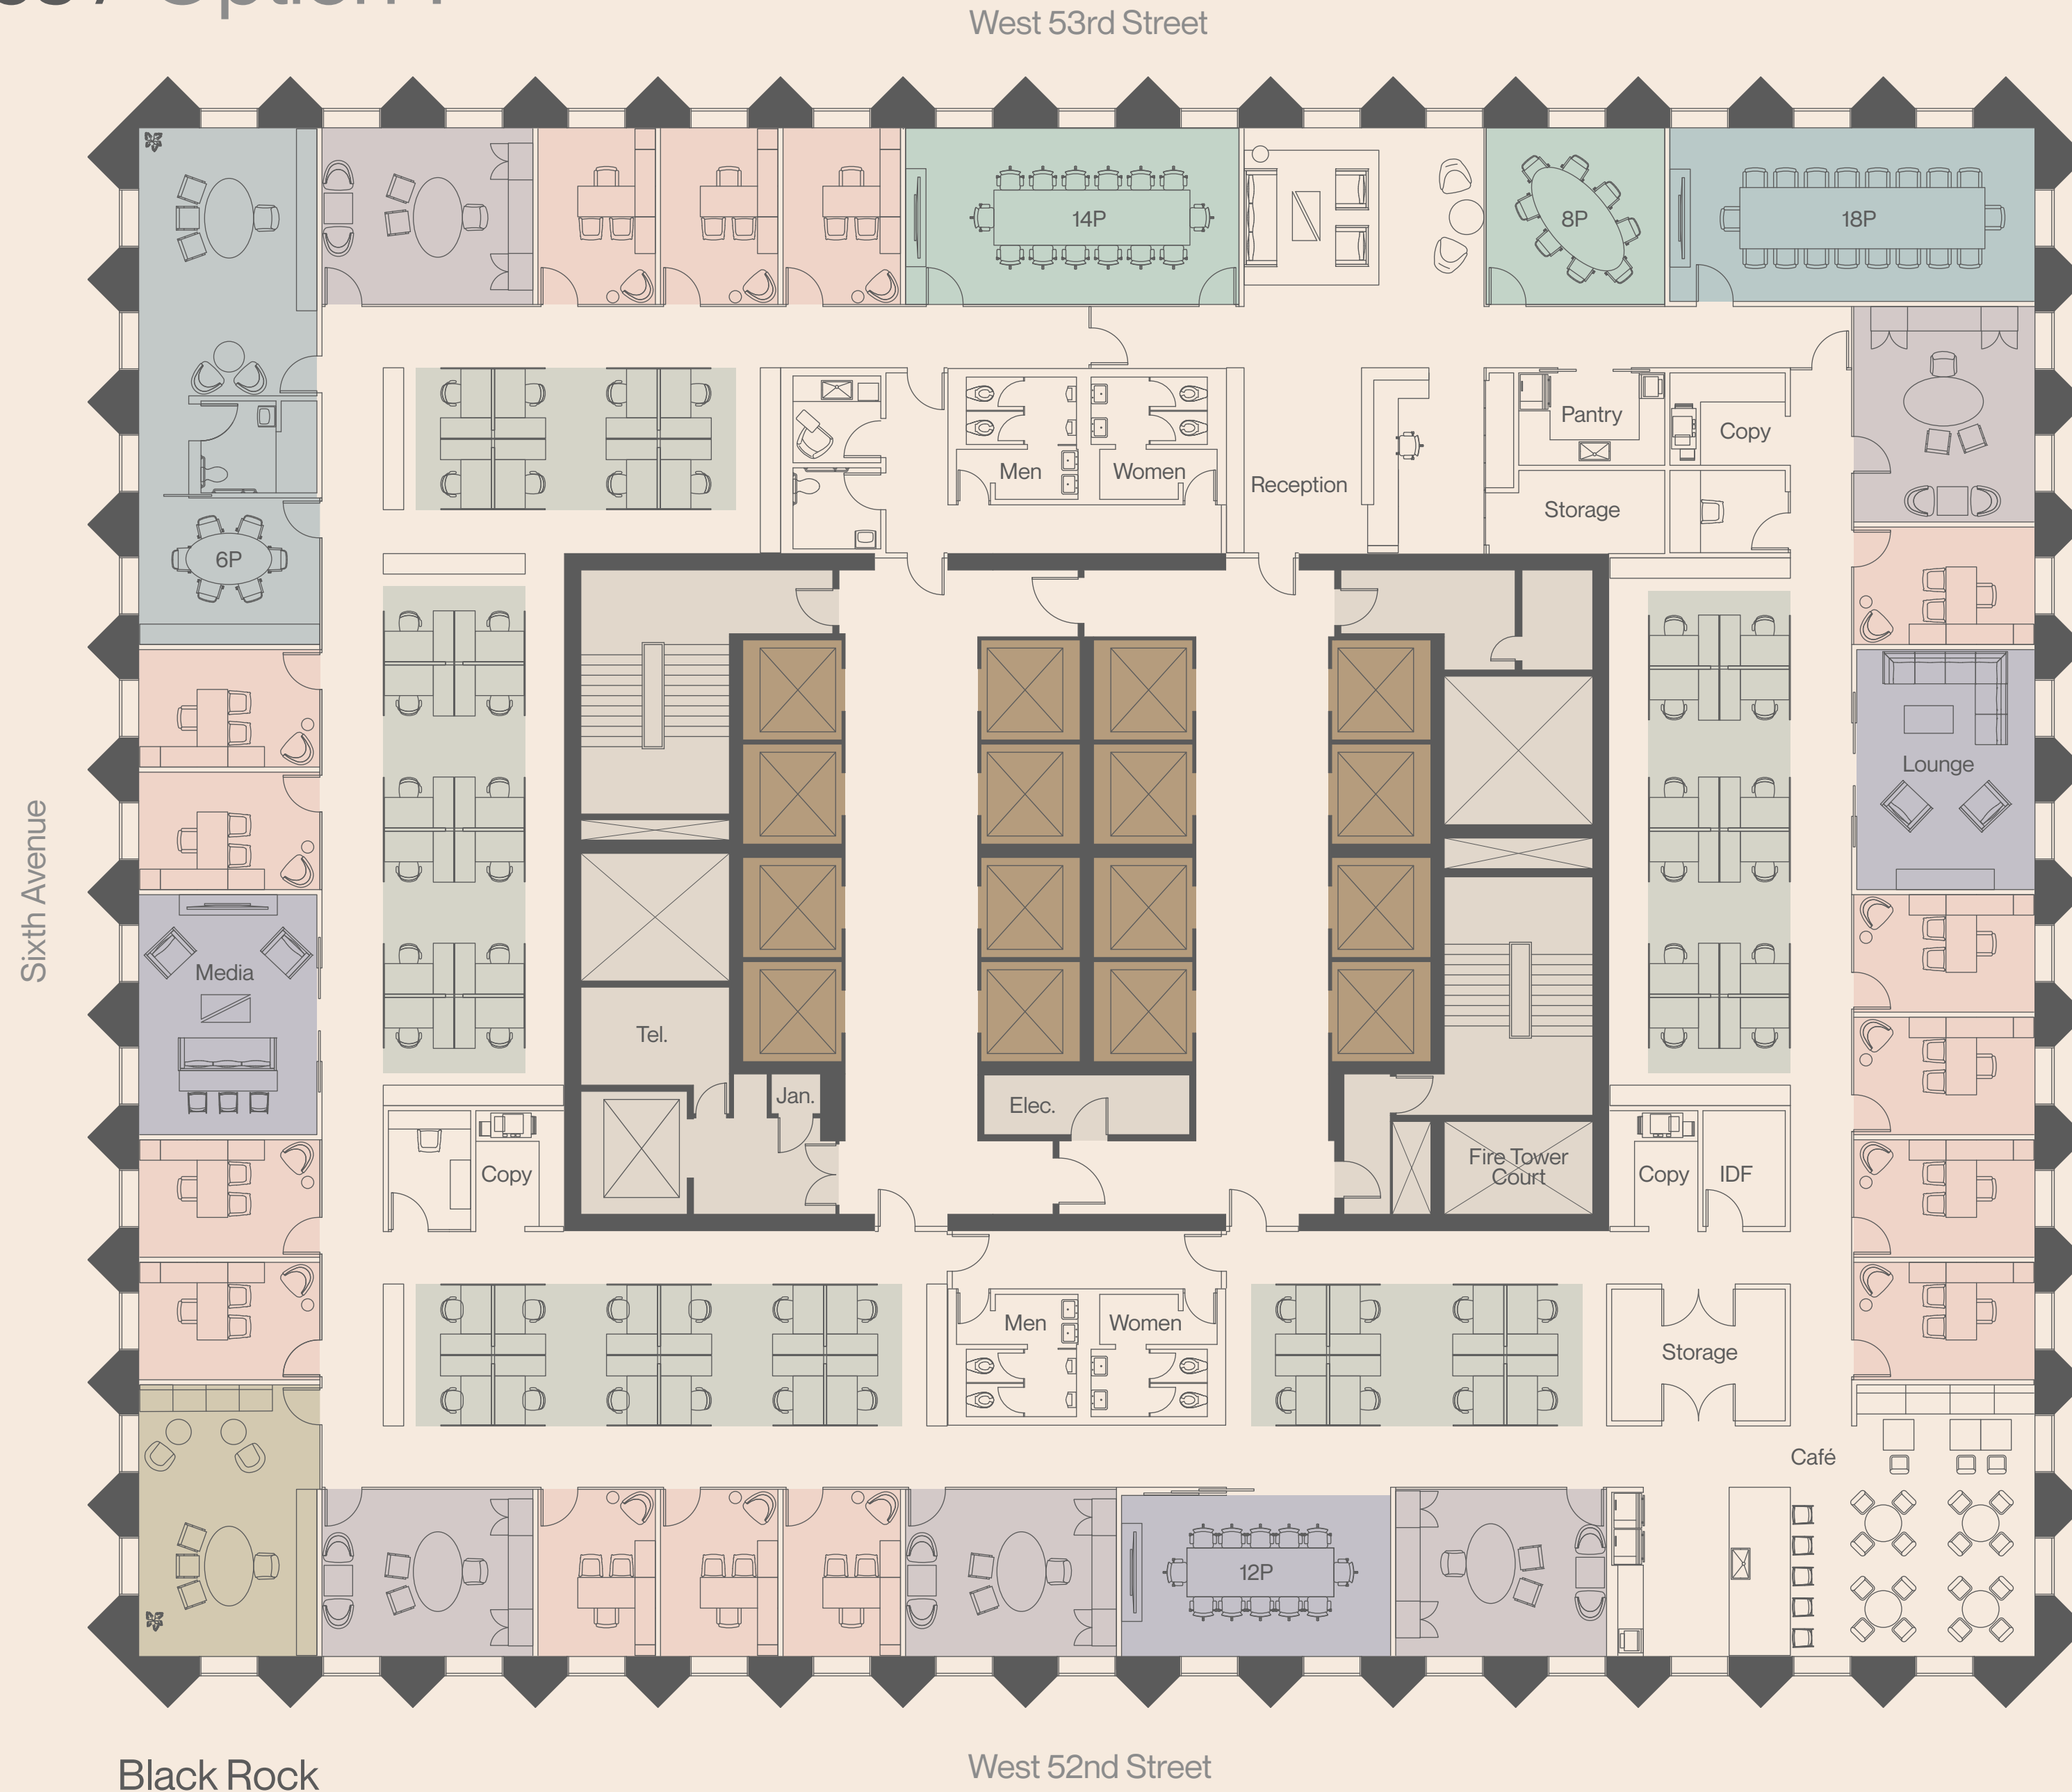 West 53rd Street
14P
8P
18P
Pantry
Copy
Men
Women
Reception
Storage
6P
Lounge
Sixth Avenue
Media
Tel.
Jan.
Elec.
Copy
Fire Tower
Court
Copy
IDF
Men
Women
Storage
Café
12P
Black Rock
West 52nd Street